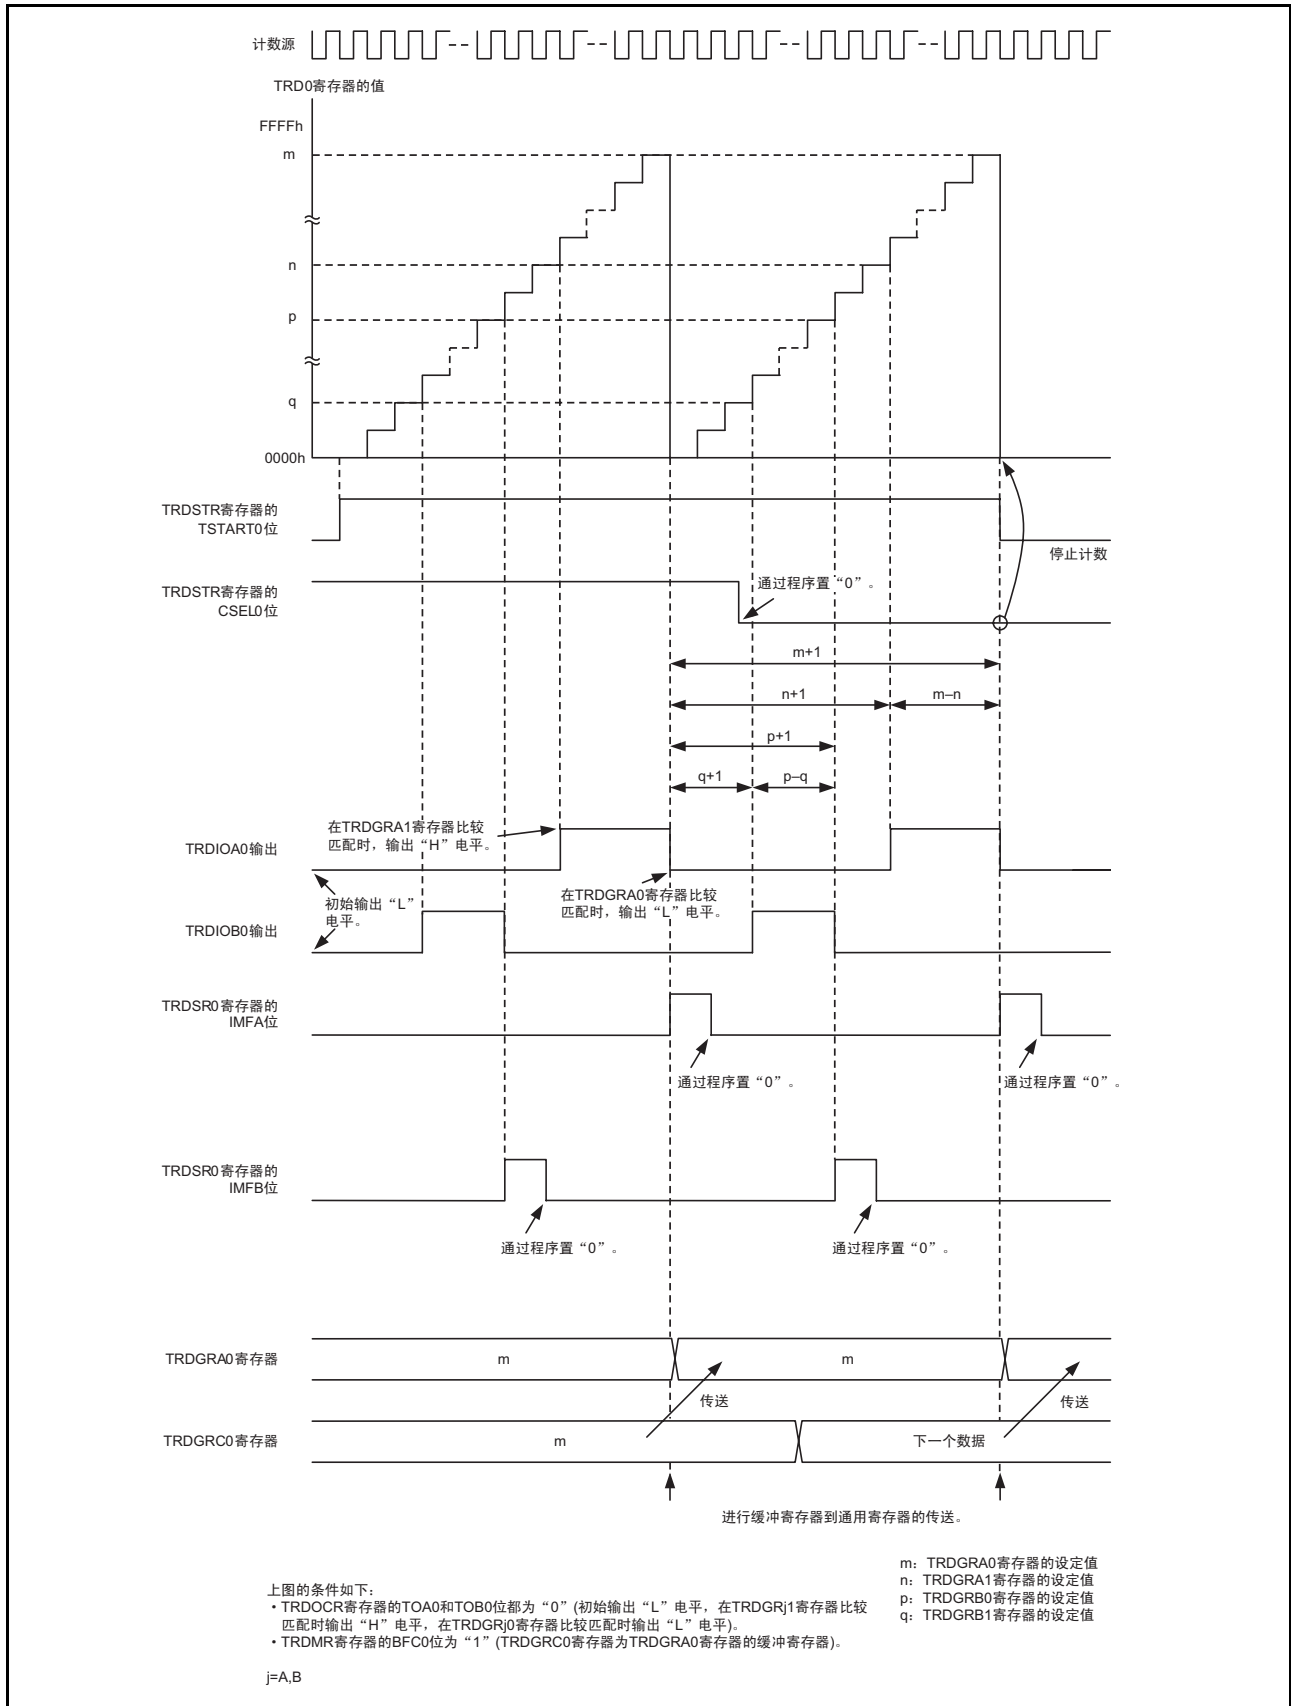 计数源
TRD0寄存器的值
FFFFh
m
n
p
q
0000h
TRDSTR寄存器的
TSTART0位
停止计数
TRDSTR寄存器的
CSEL0位
通过程序置“0”。
m+1
n+1
m–n
p+1
q+1
p–q
在TRDGRA1寄存器比较
匹配时，输出“H”电平。
TRDIOA0输出
在TRDGRA0寄存器比较
匹配时，输出“L”电平。
初始输出“L”
电平。
TRDIOB0输出
TRDSR0寄存器的
IMFA位
通过程序置“0”。
通过程序置“0”。
TRDSR0寄存器的
IMFB位
通过程序置“0”。
通过程序置“0”。
TRDGRA0寄存器
m
m
传送
传送
TRDGRC0寄存器
m
下一个数据
进行缓冲寄存器到通用寄存器的传送。
m：TRDGRA0寄存器的设定值
n：TRDGRA1寄存器的设定值
p：TRDGRB0寄存器的设定值
q：TRDGRB1寄存器的设定值
上图的条件如下：
・TRDOCR寄存器的TOA0和TOB0位都为“0”(初始输出“L”电平，在TRDGRj1寄存器比较
匹配时输出“H”电平，在TRDGRj0寄存器比较匹配时输出“L”电平)。
・TRDMR寄存器的BFC0位为“1”(TRDGRC0寄存器为TRDGRA0寄存器的缓冲寄存器)。
j=A,B